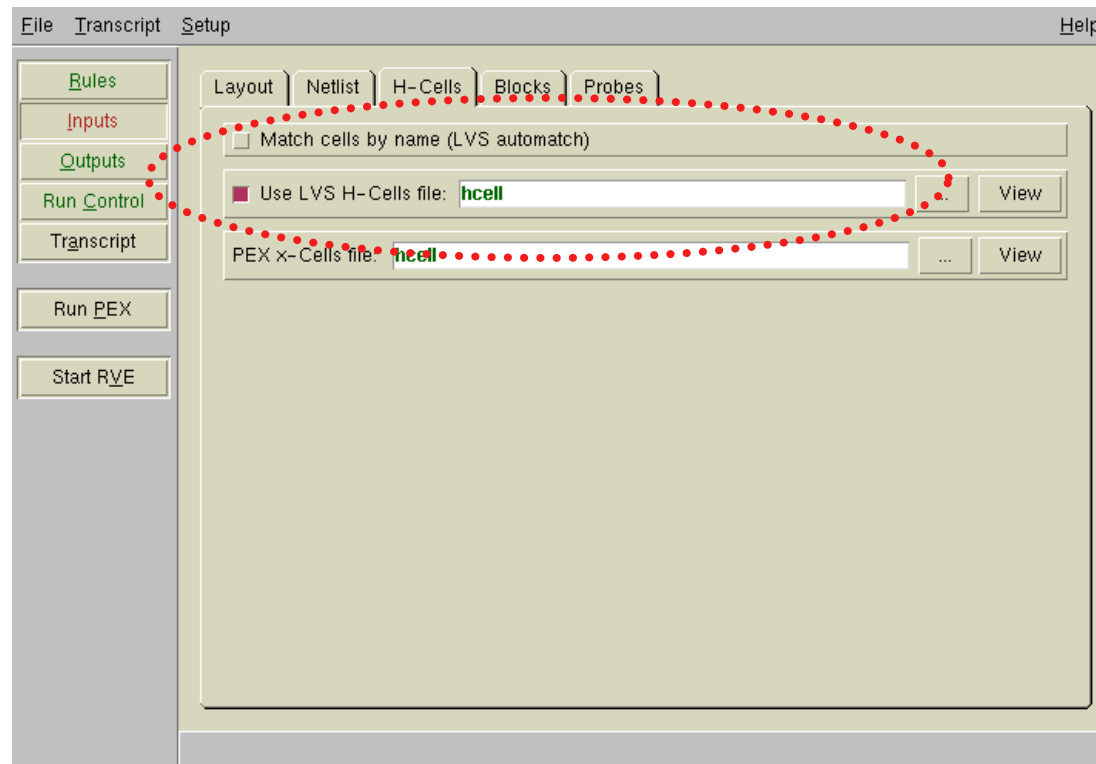 File Transcript Setup Help
Rules
Inputs
Outputs
Run Control
Transcript
Run PEX
Start RVE
Layout Netlist H-Cells Blocks Probes
Match cells by name (LVS automatch)
Use LVS H-Cells file: hcell ... View
PEX x-Cells file: hcell ... View